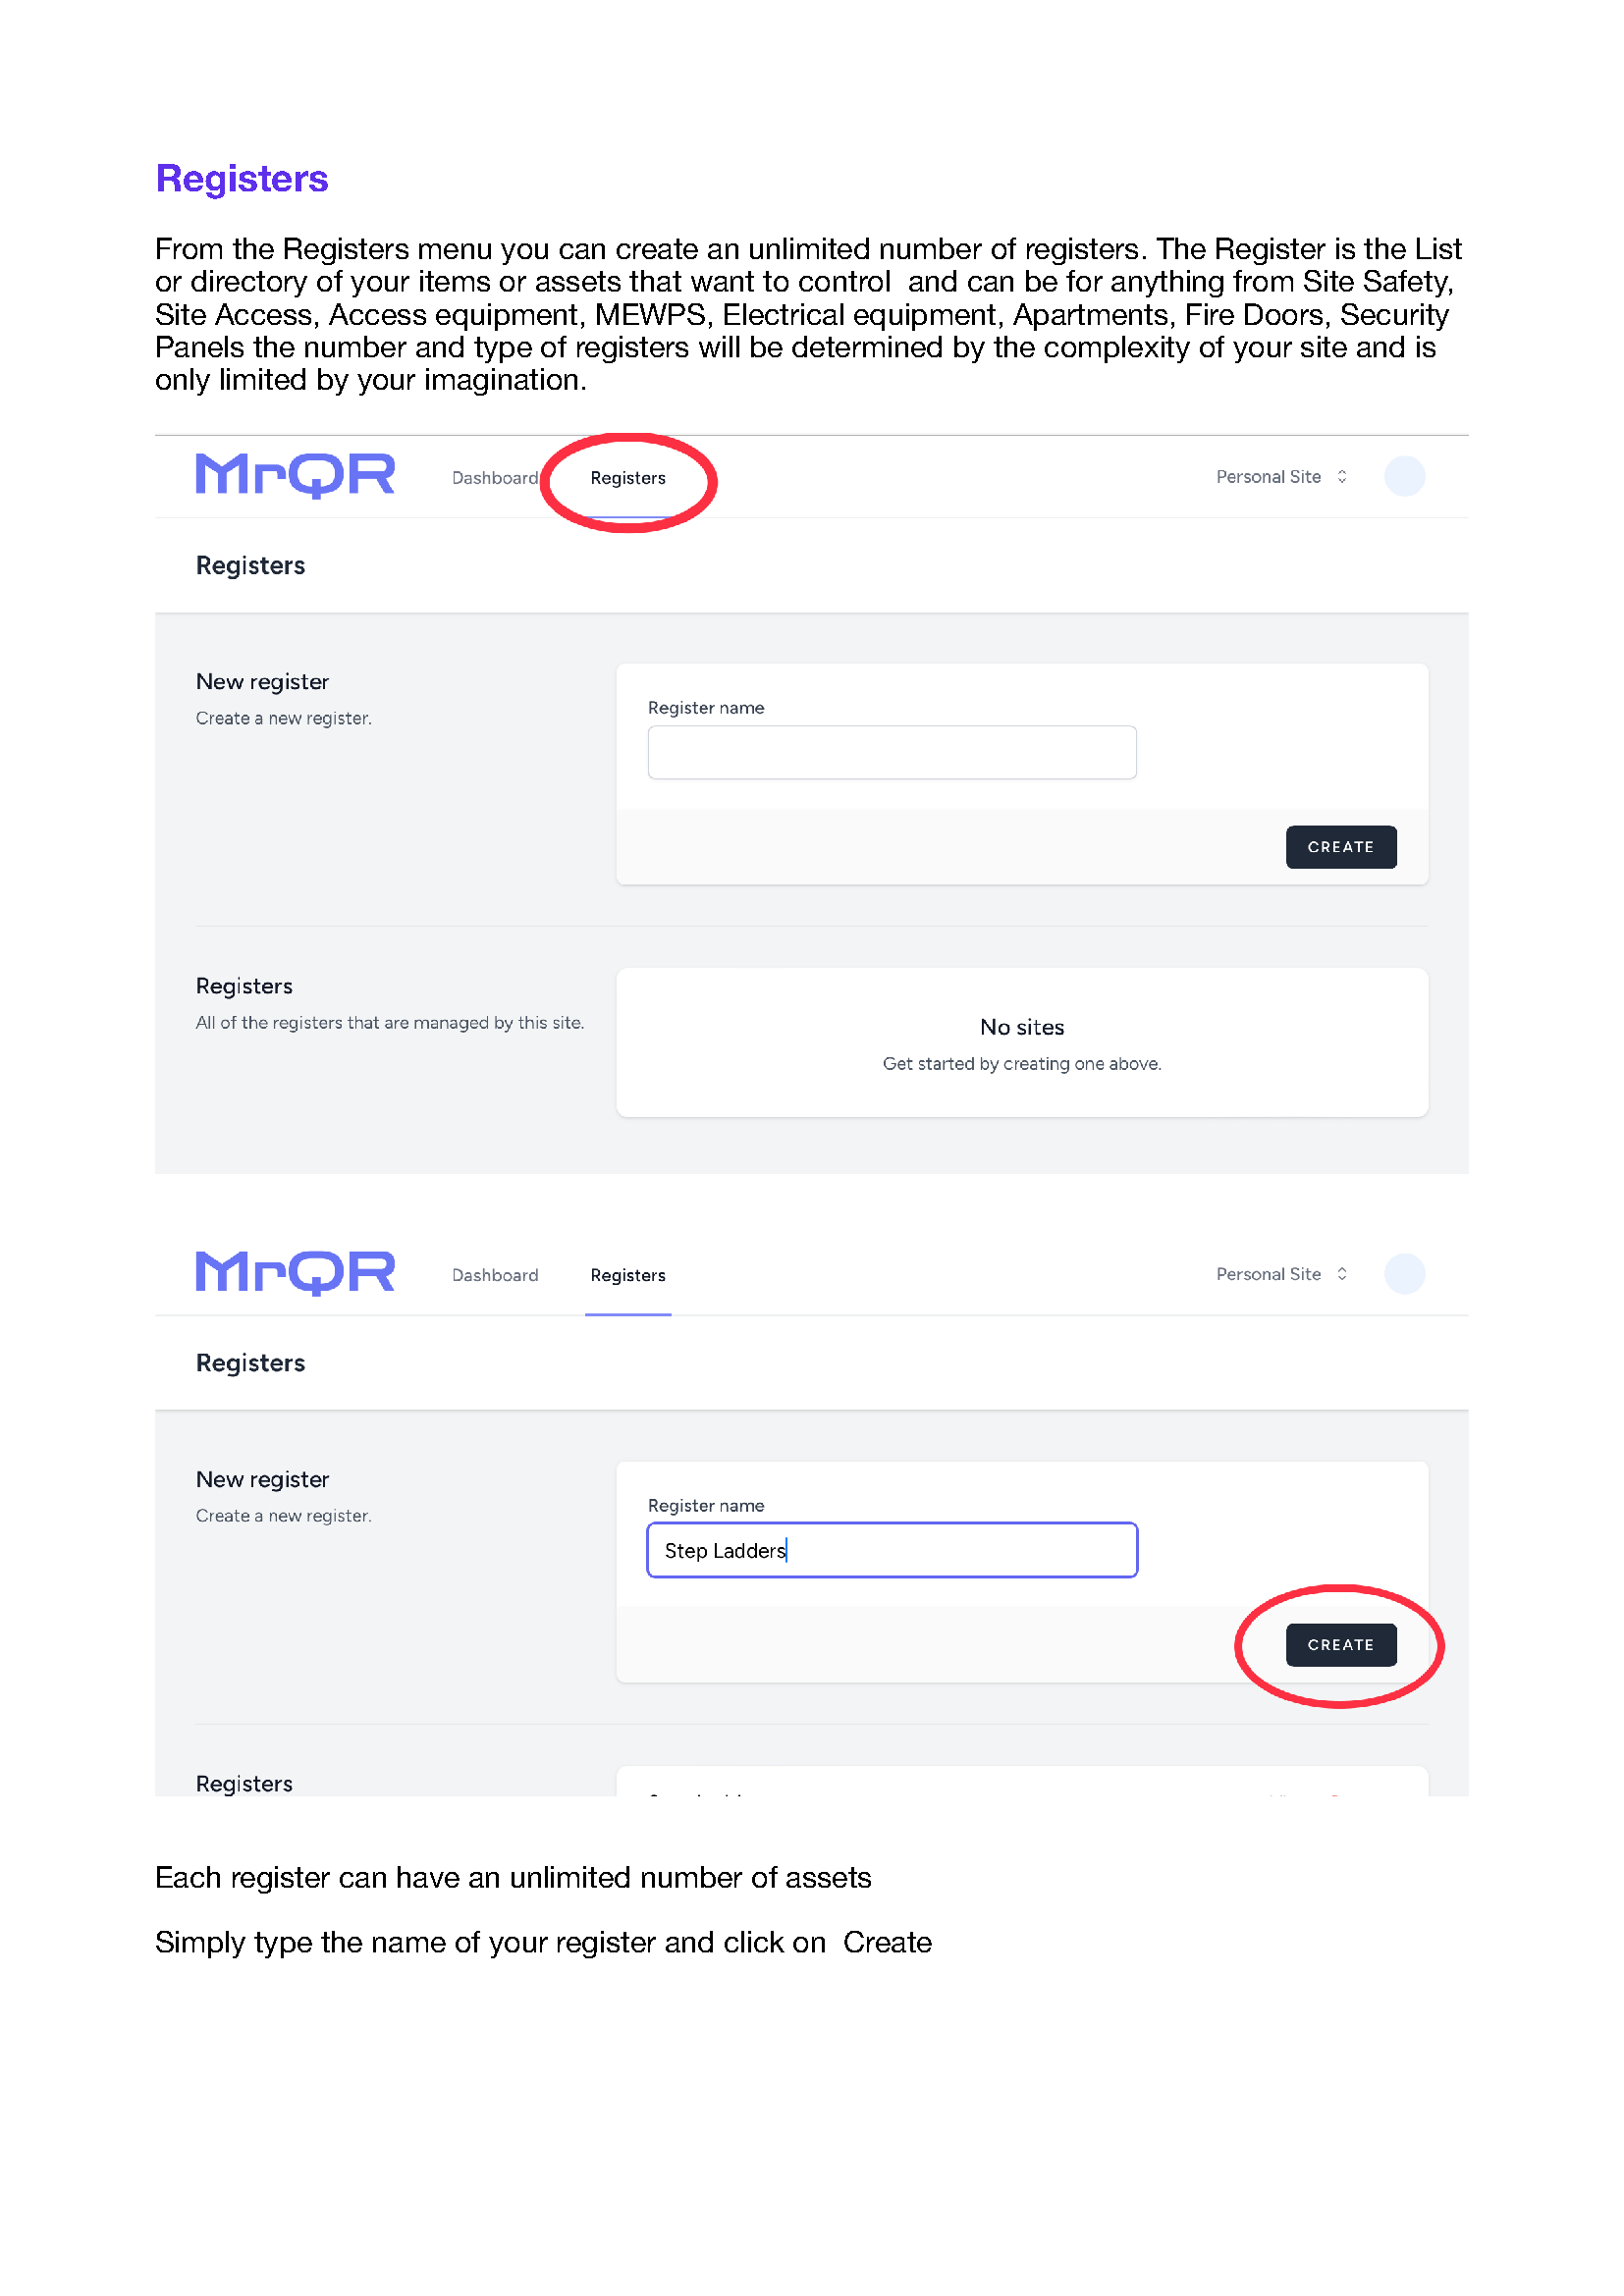 Registers
From the Registers menu you can create an unlimited number of registers. The Register is the List
or directory of your items or assets that want to control  and can be for anything from Site Safety,
Site Access, Access equipment, MEWPS, Electrical equipment, Apartments, Fire Doors, Security
Panels the number and type of registers will be determined by the complexity of your site and is
only limited by your imagination.
MrQR Dashboard Registers Personal Site
Registers
New register
Create a new register.
Register name
CREATE
Registers
All of the registers that are managed by this site.
No sites
Get started by creating one above.
MrQR Dashboard Registers Personal Site
Registers
New register
Create a new register.
Register name
Step Ladders
CREATE
Registers
Each register can have an unlimited number of assets
Simply type the name of your register and click on  Create